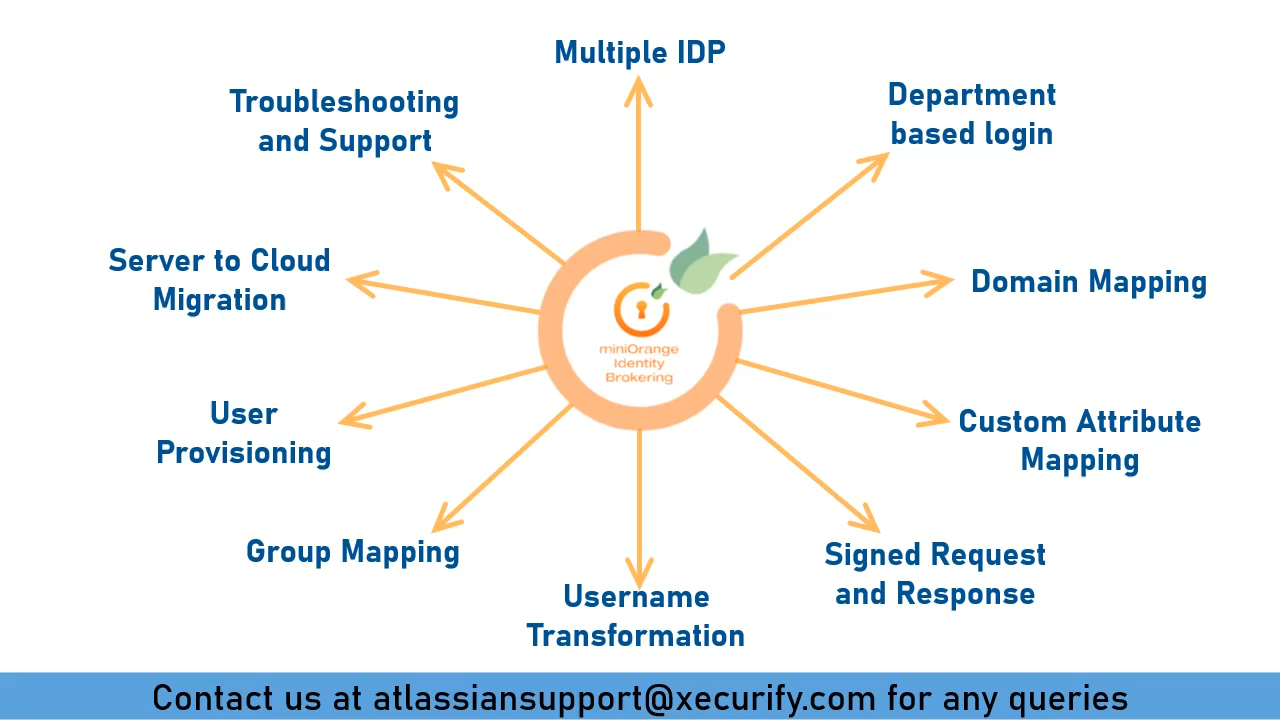 Multiple IDP
Department
based login
Domain Mapping
Custom Attribute
Mapping
Signed Request
and Response
Username
Transformation
Group Mapping
User
Provisioning
Server to Cloud
Migration
Troubleshooting
and Support
miniOrange
Identity
Brokering
Contact us at atlassiansupport@xecurify.com for any queries